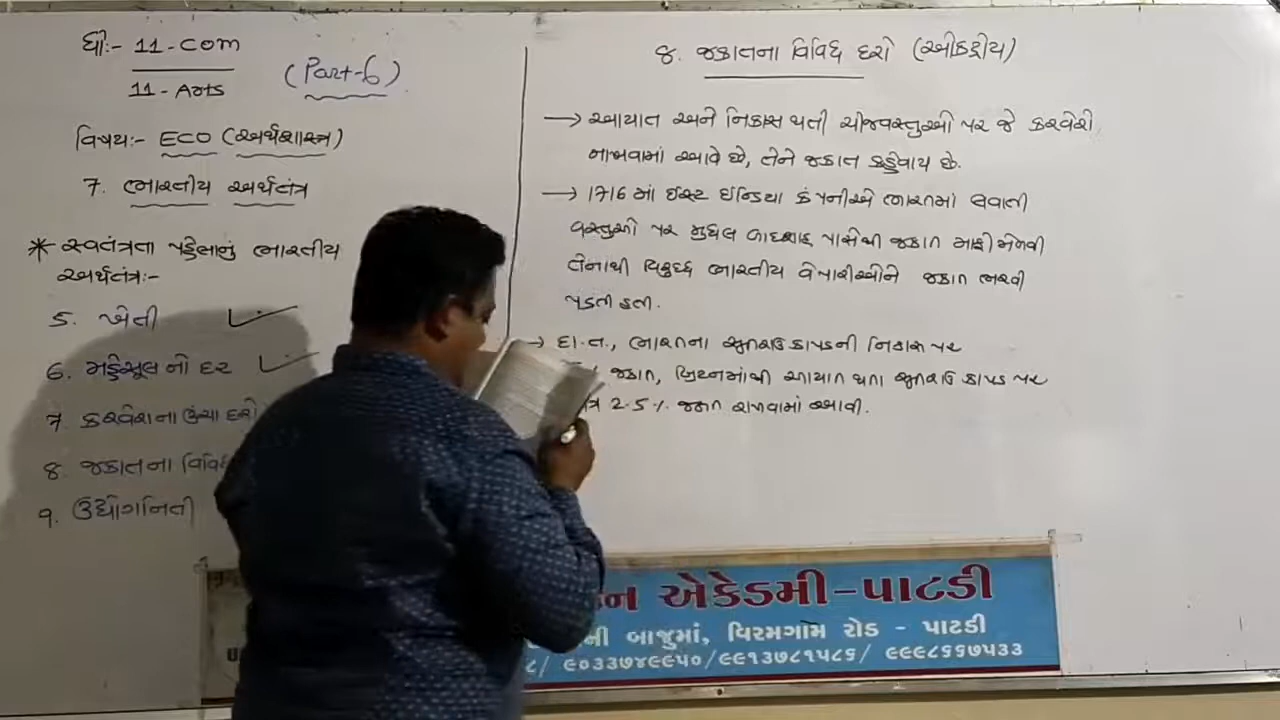 ધો:- 11-com
11-Arts
(Part-6)
વિષય:- ECO (અર્થશાસ્ત્ર)
7. ભારતીય અર્થતંત્ર
* સ્વતંત્રતા પહેલાનું ભારતીય
અર્થતંત્ર:-
5. ખેતી
6. મહેસૂલ નો દર
7. કરવેરાના ઉંચા દરો
8. જકાતના વિવિધ
9. ઉદ્યોગનિતી
8. જકાતના વિવિધ દરો
→ આયાત અને નિકાસ થતી ચીજવસ્તુઓ પર જે કરવેરો
નાખવામાં આવે છે, તેને જકાત કહેવાય છે.
→ 1716 માં ઈસ્ટ ઈન્ડિયા કંપનીએ ભારતમાં લવાતી
વસ્તુઓ પર મુઘલ બાદશાહ પાસેથી જકાત માફી મેળવી
તેનાથી વિરુદ્ધ ભારતીય વેપારીઓને જકાત ભરવી
પડતી હતી.
→ દા.ત., ભારતના સુતરાઉ કાપડની નિકાસ પર
જકાત, બ્રિટનમાંથી આયાત થતા સુતરાઉ કાપડ પર
2.5% જકાત રાખવામાં આવી.
એકેડમી-પાટડી
ની બાજુમાં, વિરમગામ રોડ - પાટડી
/ ૯૦૩૩૭૪૯૯૫૦/૯૯૧૩૭૮૧૫૮૬/ ૯૯૯૮૬૬૭૫૩૩